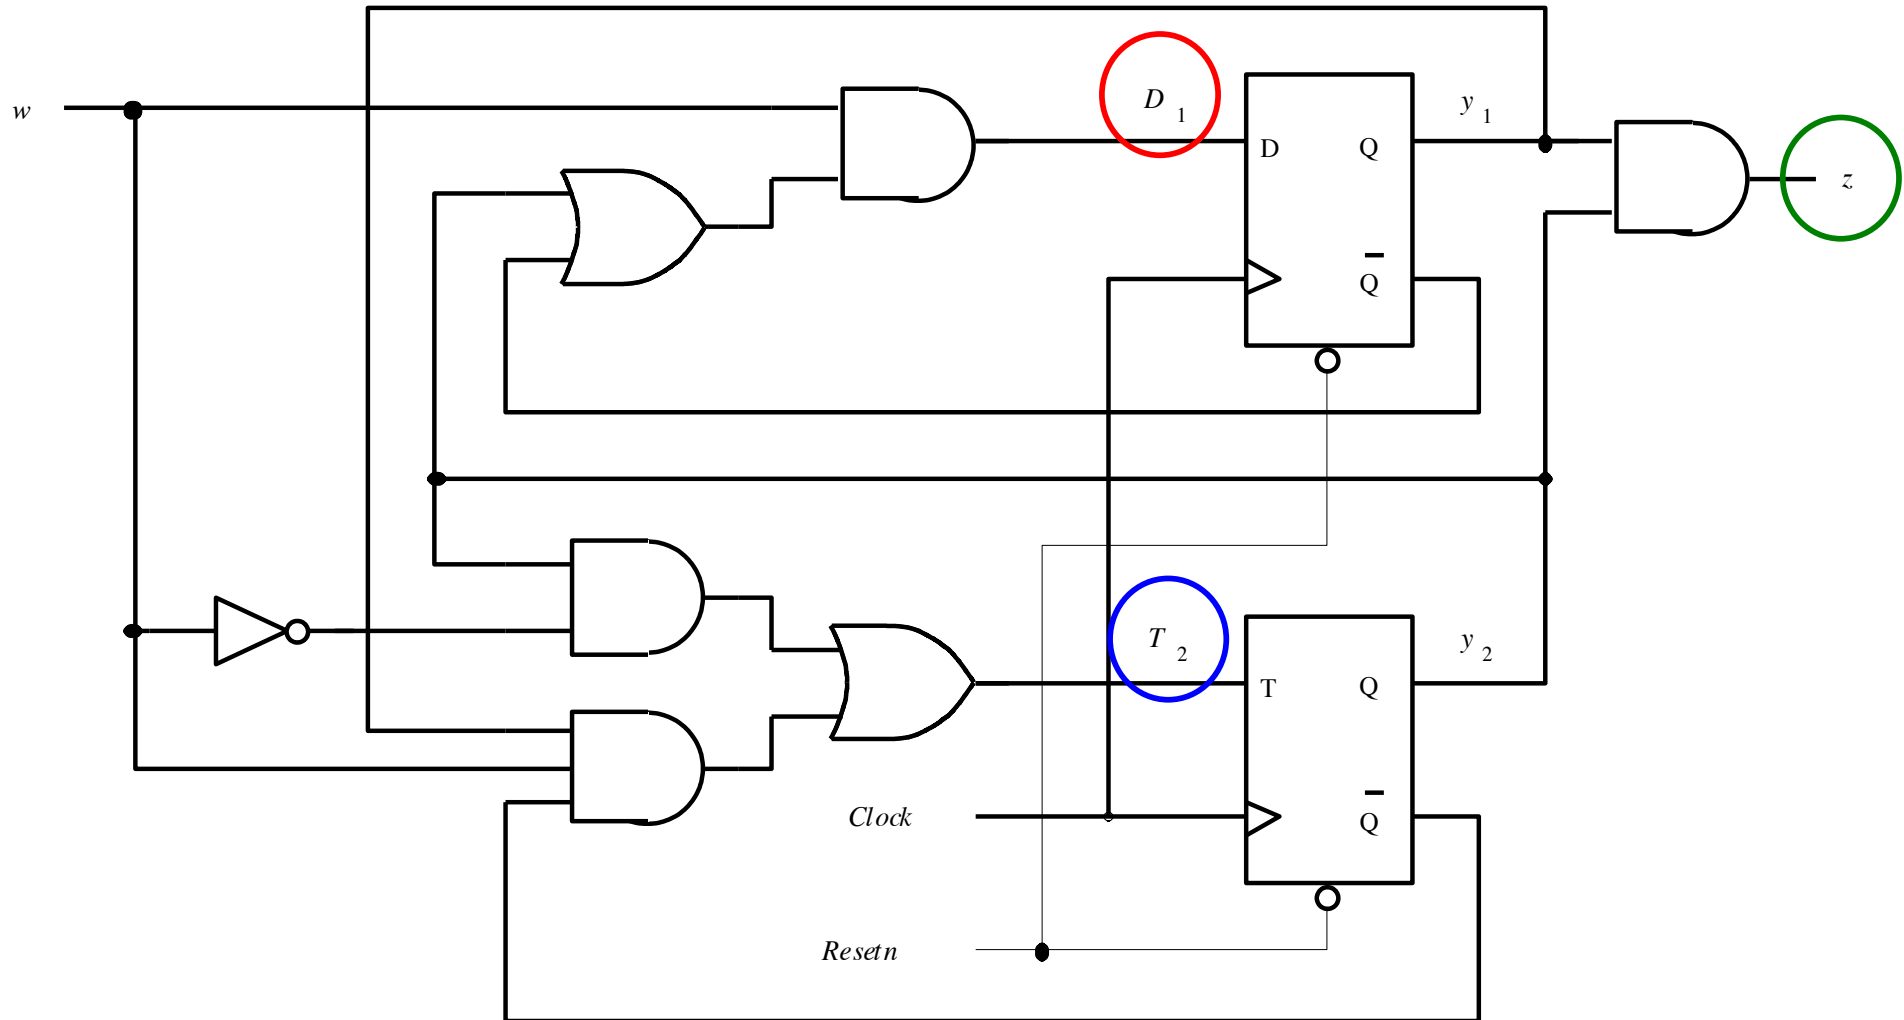 w
D 1
D Q
y 1
z
Q
T 2
T Q
y 2
Clock
Q
Resetn